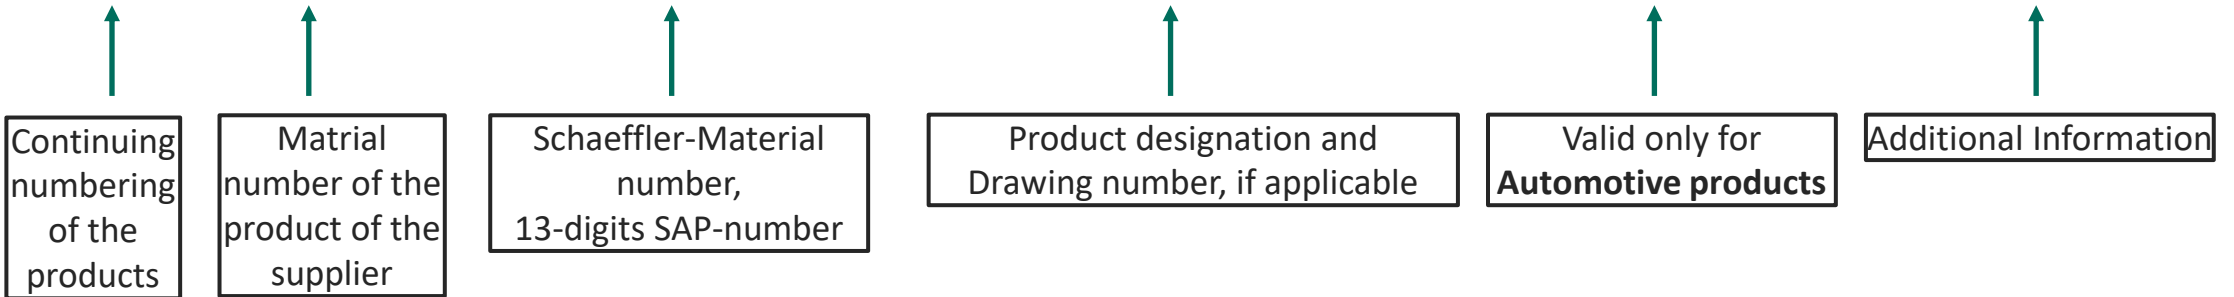 Continuing
numbering
of the
products
Matrial
number of the
product of the
supplier
Schaeffler-Material
number,
13-digits SAP-number
Product designation and
Drawing number, if applicable
Valid only for
Automotive products
Additional Information